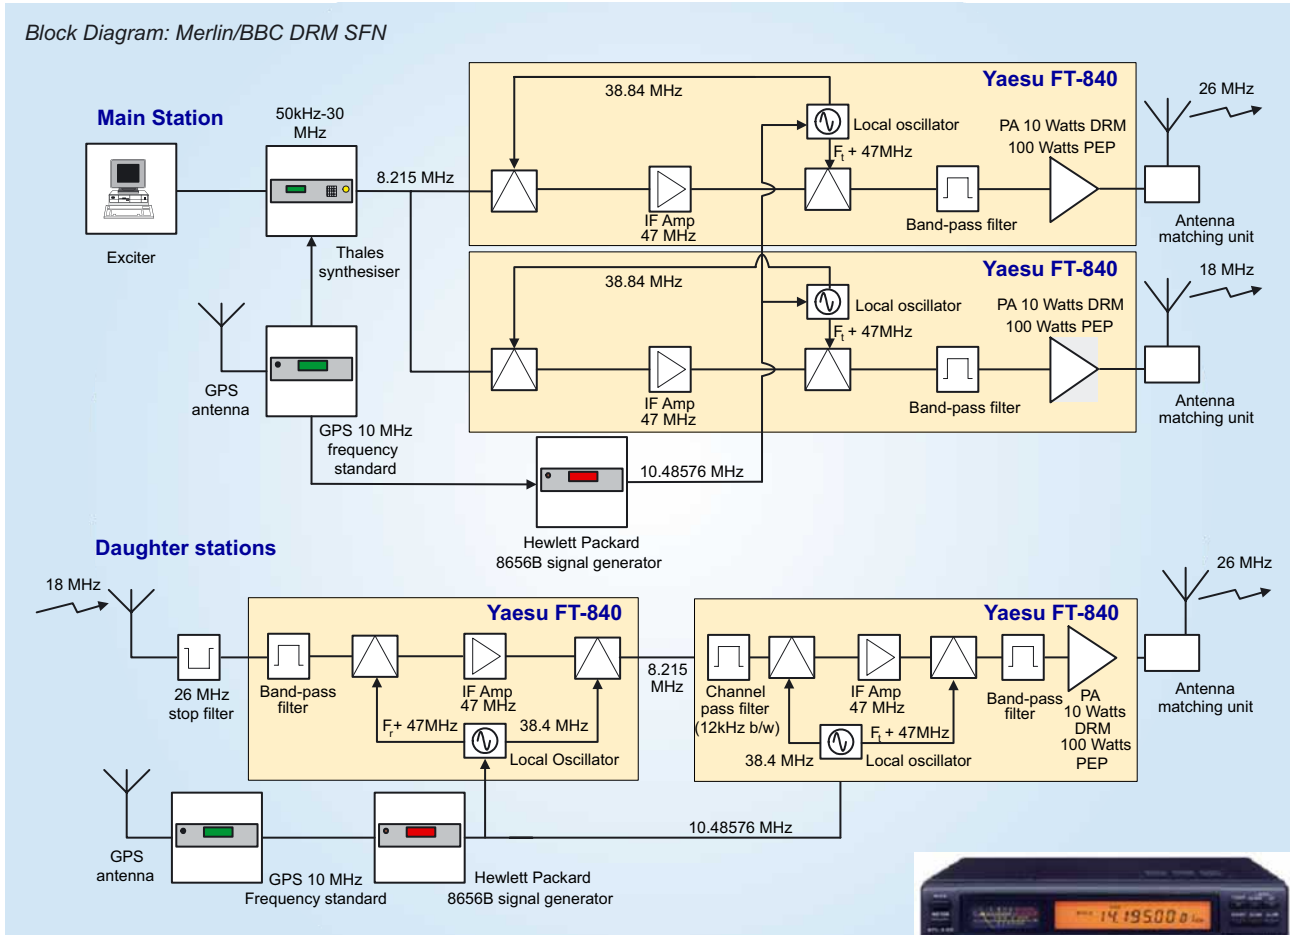 Block Diagram: Merlin/BBC DRM SFN
Main Station
50kHz-30
MHz
Exciter
Thales
synthesiser
8.215 MHz
GPS
antenna
GPS 10 MHz
frequency
standard
Yaesu FT-840
38.84 MHz
Local oscillator
Ft + 47MHz
IF Amp
47 MHz
Band-pass filter
PA 10 Watts DRM
100 Watts PEP
26 MHz
Antenna
matching unit
Yaesu FT-840
38.84 MHz
Local oscillator
Ft + 47MHz
IF Amp
47 MHz
Band-pass filter
PA 10 Watts DRM
100 Watts PEP
18 MHz
Antenna
matching unit
10.48576 MHz
Hewlett Packard
8656B signal generator
Daughter stations
18 MHz
26 MHz
stop filter
Yaesu FT-840
Band-pass
filter
IF Amp
47 MHz
Fr + 47MHz
38.4 MHz
Local Oscillator
8.215
MHz
Yaesu FT-840
Channel
pass filter
(12kHz b/w)
IF Amp
47 MHz
38.4 MHz
Ft + 47MHz
Local oscillator
Band-pass
filter
PA
10 Watts
DRM
100 Watts
PEP
26 MHz
Antenna
matching unit
GPS
antenna
GPS 10 MHz
Frequency standard
Hewlett Packard
8656B signal generator
10.48576 MHz
14.195.00